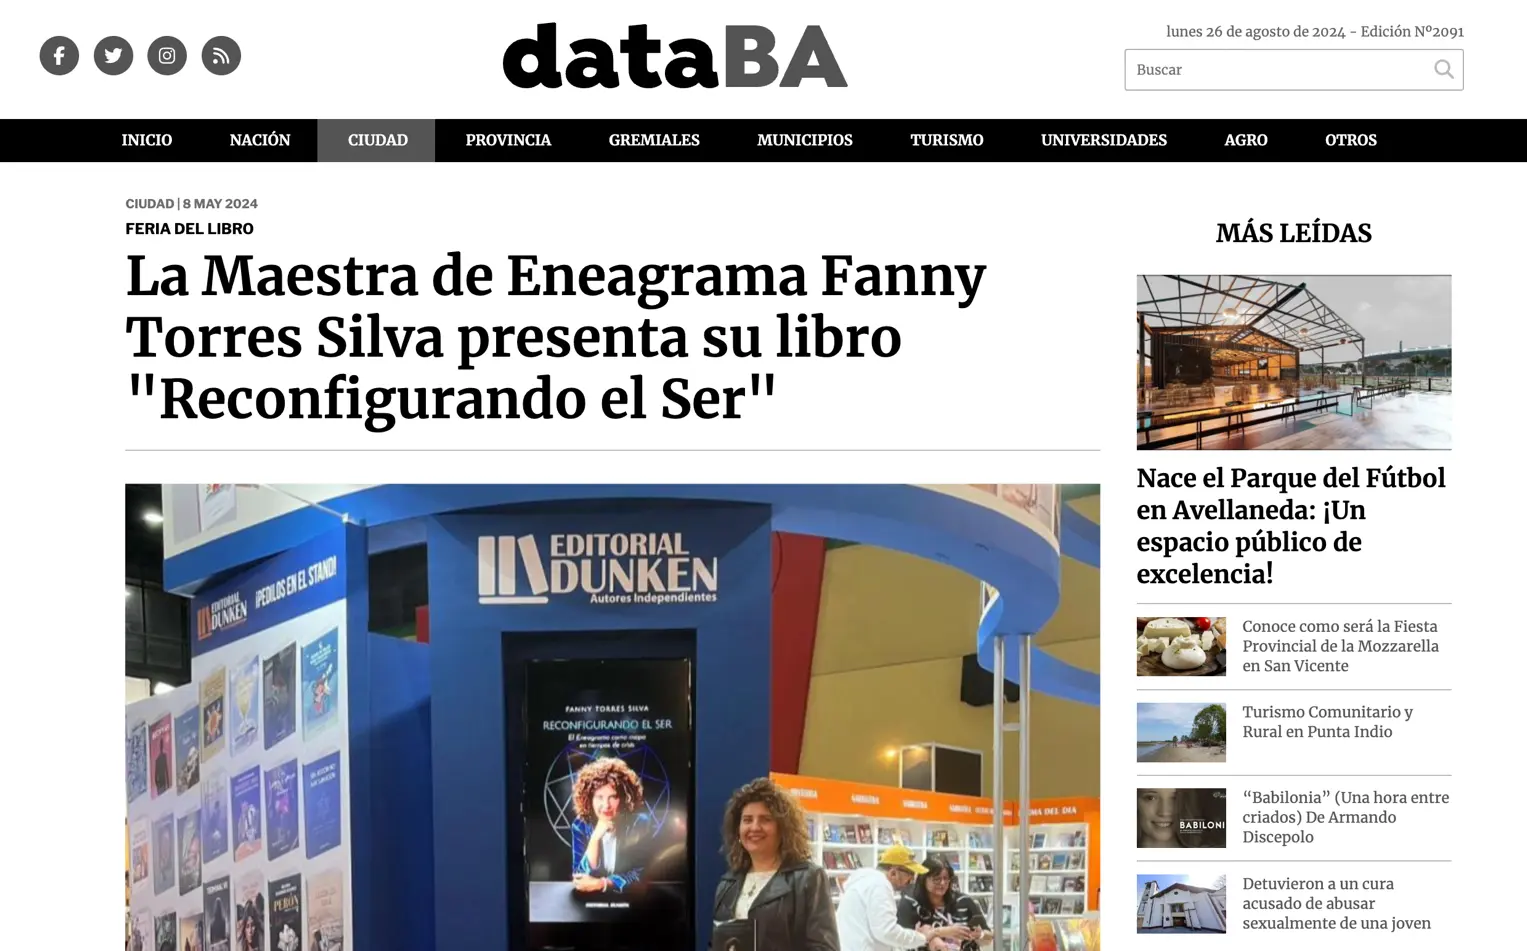 dataBA
lunes 26 de agosto de 2024 - Edición Nº2091
Buscar
INICIO NACIÓN CIUDAD PROVINCIA GREMIALES MUNICIPIOS TURISMO UNIVERSIDADES AGRO OTROS
CIUDAD | 8 MAY 2024
FERIA DEL LIBRO
La Maestra de Eneagrama Fanny
Torres Silva presenta su libro
"Reconfigurando el Ser"
EDITORIAL
DUNKEN
Autores Independientes
EDITORIAL
DUNKEN
¡PEDILOS EN EL STAND!
FANNY TORRES SILVA
RECONFIGURANDO EL SER
El Eneagrama como mapa
en tiempos de crisis
EDITORIAL DUNKEN
MÁS LEÍDAS
Nace el Parque del Fútbol
en Avellaneda: ¡Un
espacio público de
excelencia!
Conoce como será la Fiesta
Provincial de la Mozzarella
en San Vicente
Turismo Comunitario y
Rural en Punta Indio
BABILONI
“Babilonia” (Una hora entre
criados) De Armando
Discepolo
Detuvieron a un cura
acusado de abusar
sexualmente de una joven